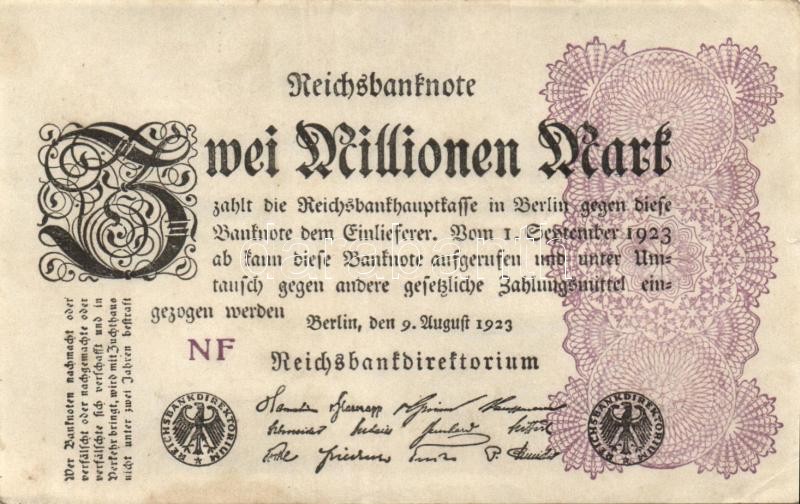 Reichsbanknote
Zwei Millionen Mark
zahlt die Reichsbankhauptkasse in Berlin gegen diese
Banknote dem Einlieferer. Vom 1. September 1923
ab kann diese Banknote aufgerufen und unter Um-
tausch gegen andere gesetzliche Zahlungsmittel ein-
gezogen werden
Berlin, den 9. August 1923
NF
Reichsbankdirektorium
REICHSBANKDIREKTORIUM
REICHSBANKDIREKTORIUM
Wer Banknoten nachmacht oder
verfälscht oder nachgemachte oder
verfälschte sich verschafft und in
Verkehr bringt, wird mit Zuchthaus
nicht unter zwei Jahren bestraft